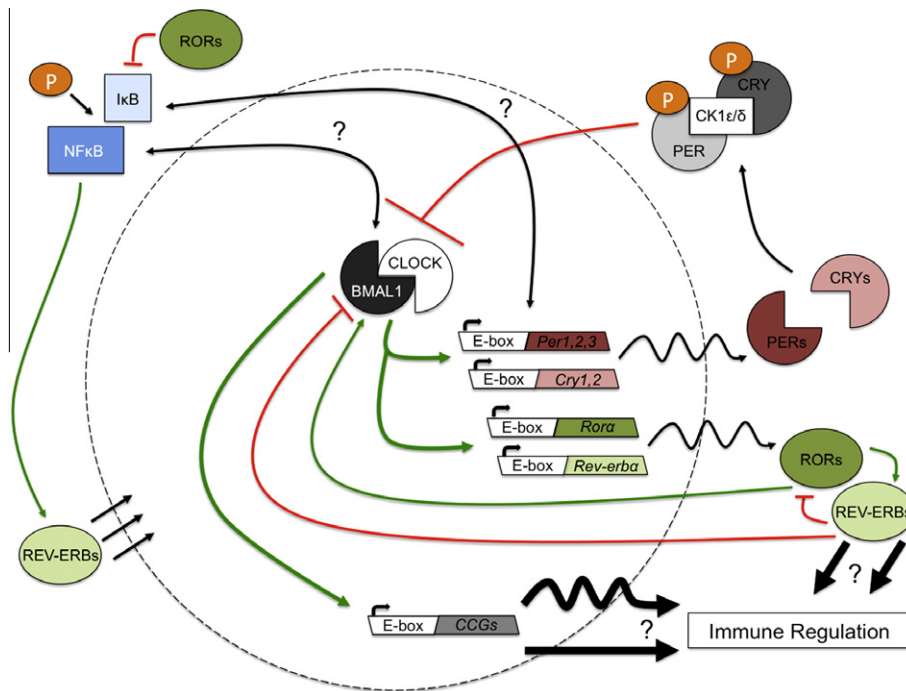 RORs
P
IκB
NFκB
?
?
P
CRY
P
CK1ε/δ
PER
CLOCK
BMAL1
CRYs
PERs
E-box Per1,2,3
E-box Cry1,2
E-box Rorα
E-box Rev-erbα
RORs
REV-ERBs
REV-ERBs
?
E-box CCGs
?
Immune Regulation